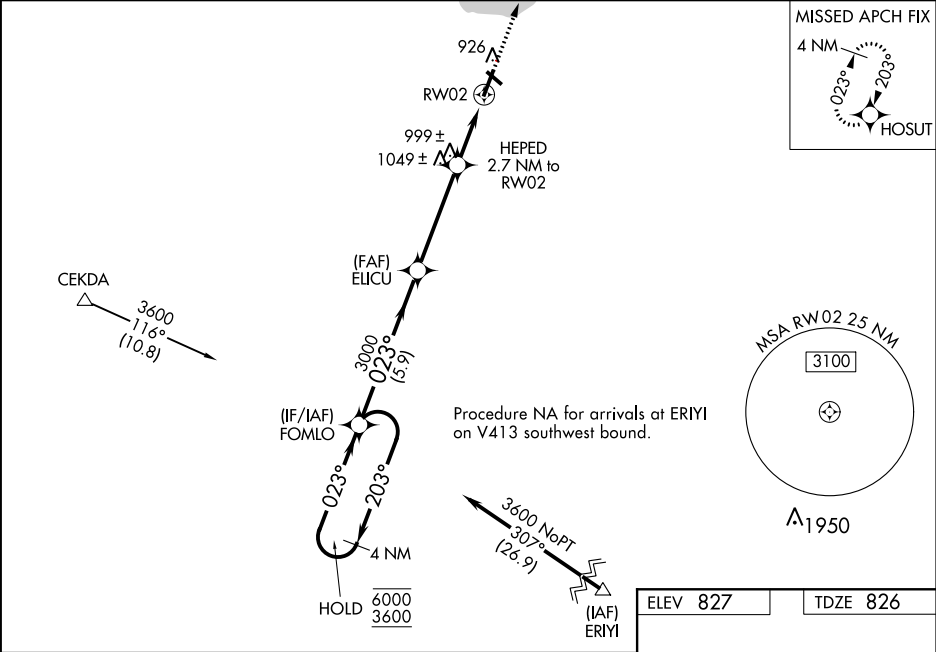 MISSED APCH FIX
4 NM
023°
203°
HOSUT
926
RW02
999 ±
1049 ±
HEPED
2.7 NM to
RW02
(FAF)
ELICU
CEKDA
3600
116°
(10.8)
3000
023°
(5.9)
MSA RW02 25 NM
3100
(IF/IAF)
FOMLO
Procedure NA for arrivals at ERIYI
on V413 southwest bound.
023°
203°
4 NM
HOLD
6000
3600
3600 NoPT
307°
(26.9)
(IAF)
ERIYI
1950
ELEV 827
TDZE 826